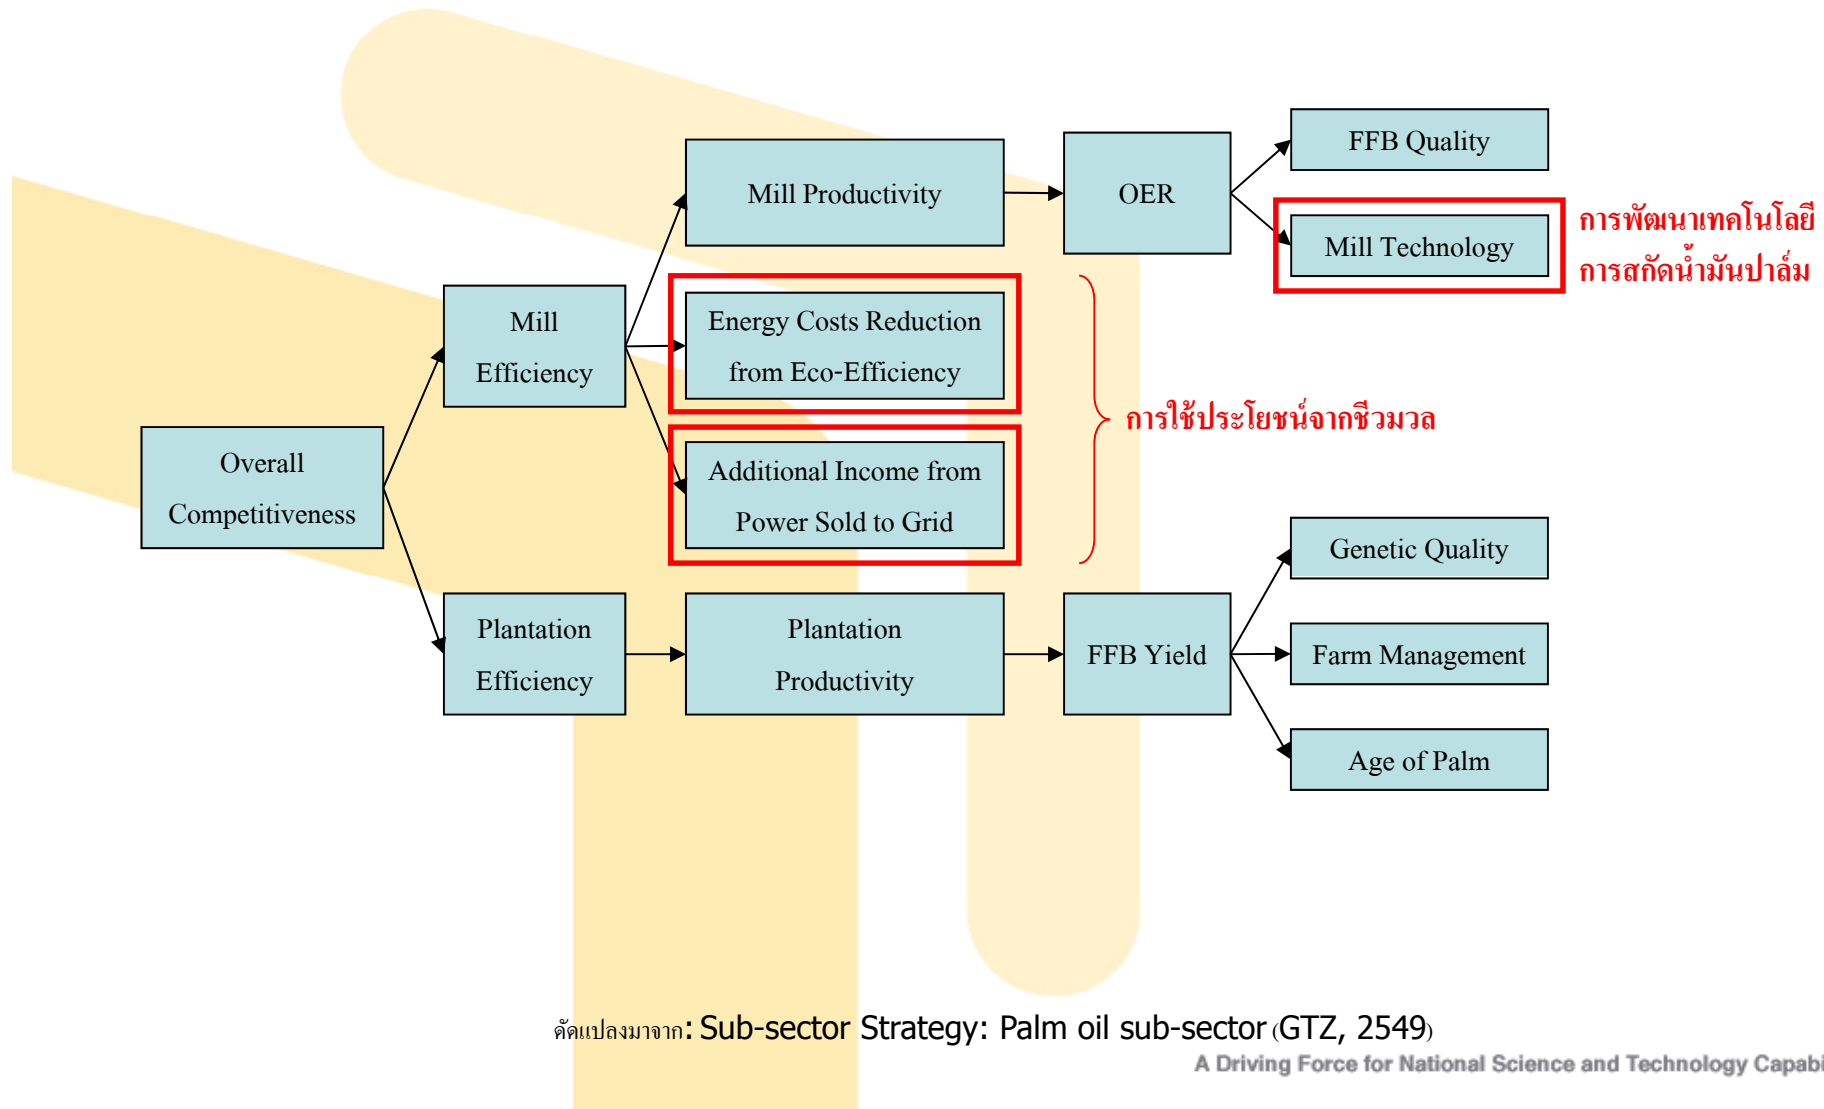 FFB Quality
Mill Productivity
OER
Mill Technology
การพัฒนาเทคโนโลยี
การสกัดน้ำมันปาล์ม
Mill
Efficiency
Energy Costs Reduction
from Eco-Efficiency
การใช้ประโยชน์จากชีวมวล
Overall
Competitiveness
Additional Income from
Power Sold to Grid
Genetic Quality
Plantation
Efficiency
Plantation
Productivity
FFB Yield
Farm Management
Age of Palm
ดัดแปลงมาจาก: Sub-sector Strategy: Palm oil sub-sector (GTZ, 2549)
A Driving Force for National Science and Technology Capabi